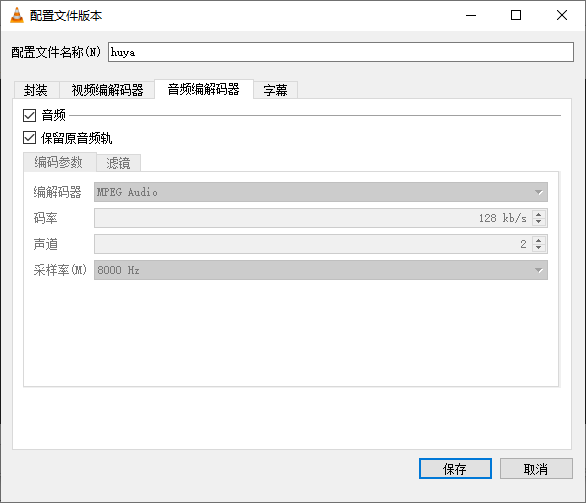 配置文件版本
配置文件名称(N) huya
封装 视频编解码器 音频编解码器 字幕
音频
保留原音频轨
编码参数 滤镜
编解码器 MPEG Audio
码率 128 kb/s
声道 2
采样率(M) 8000 Hz
保存 取消